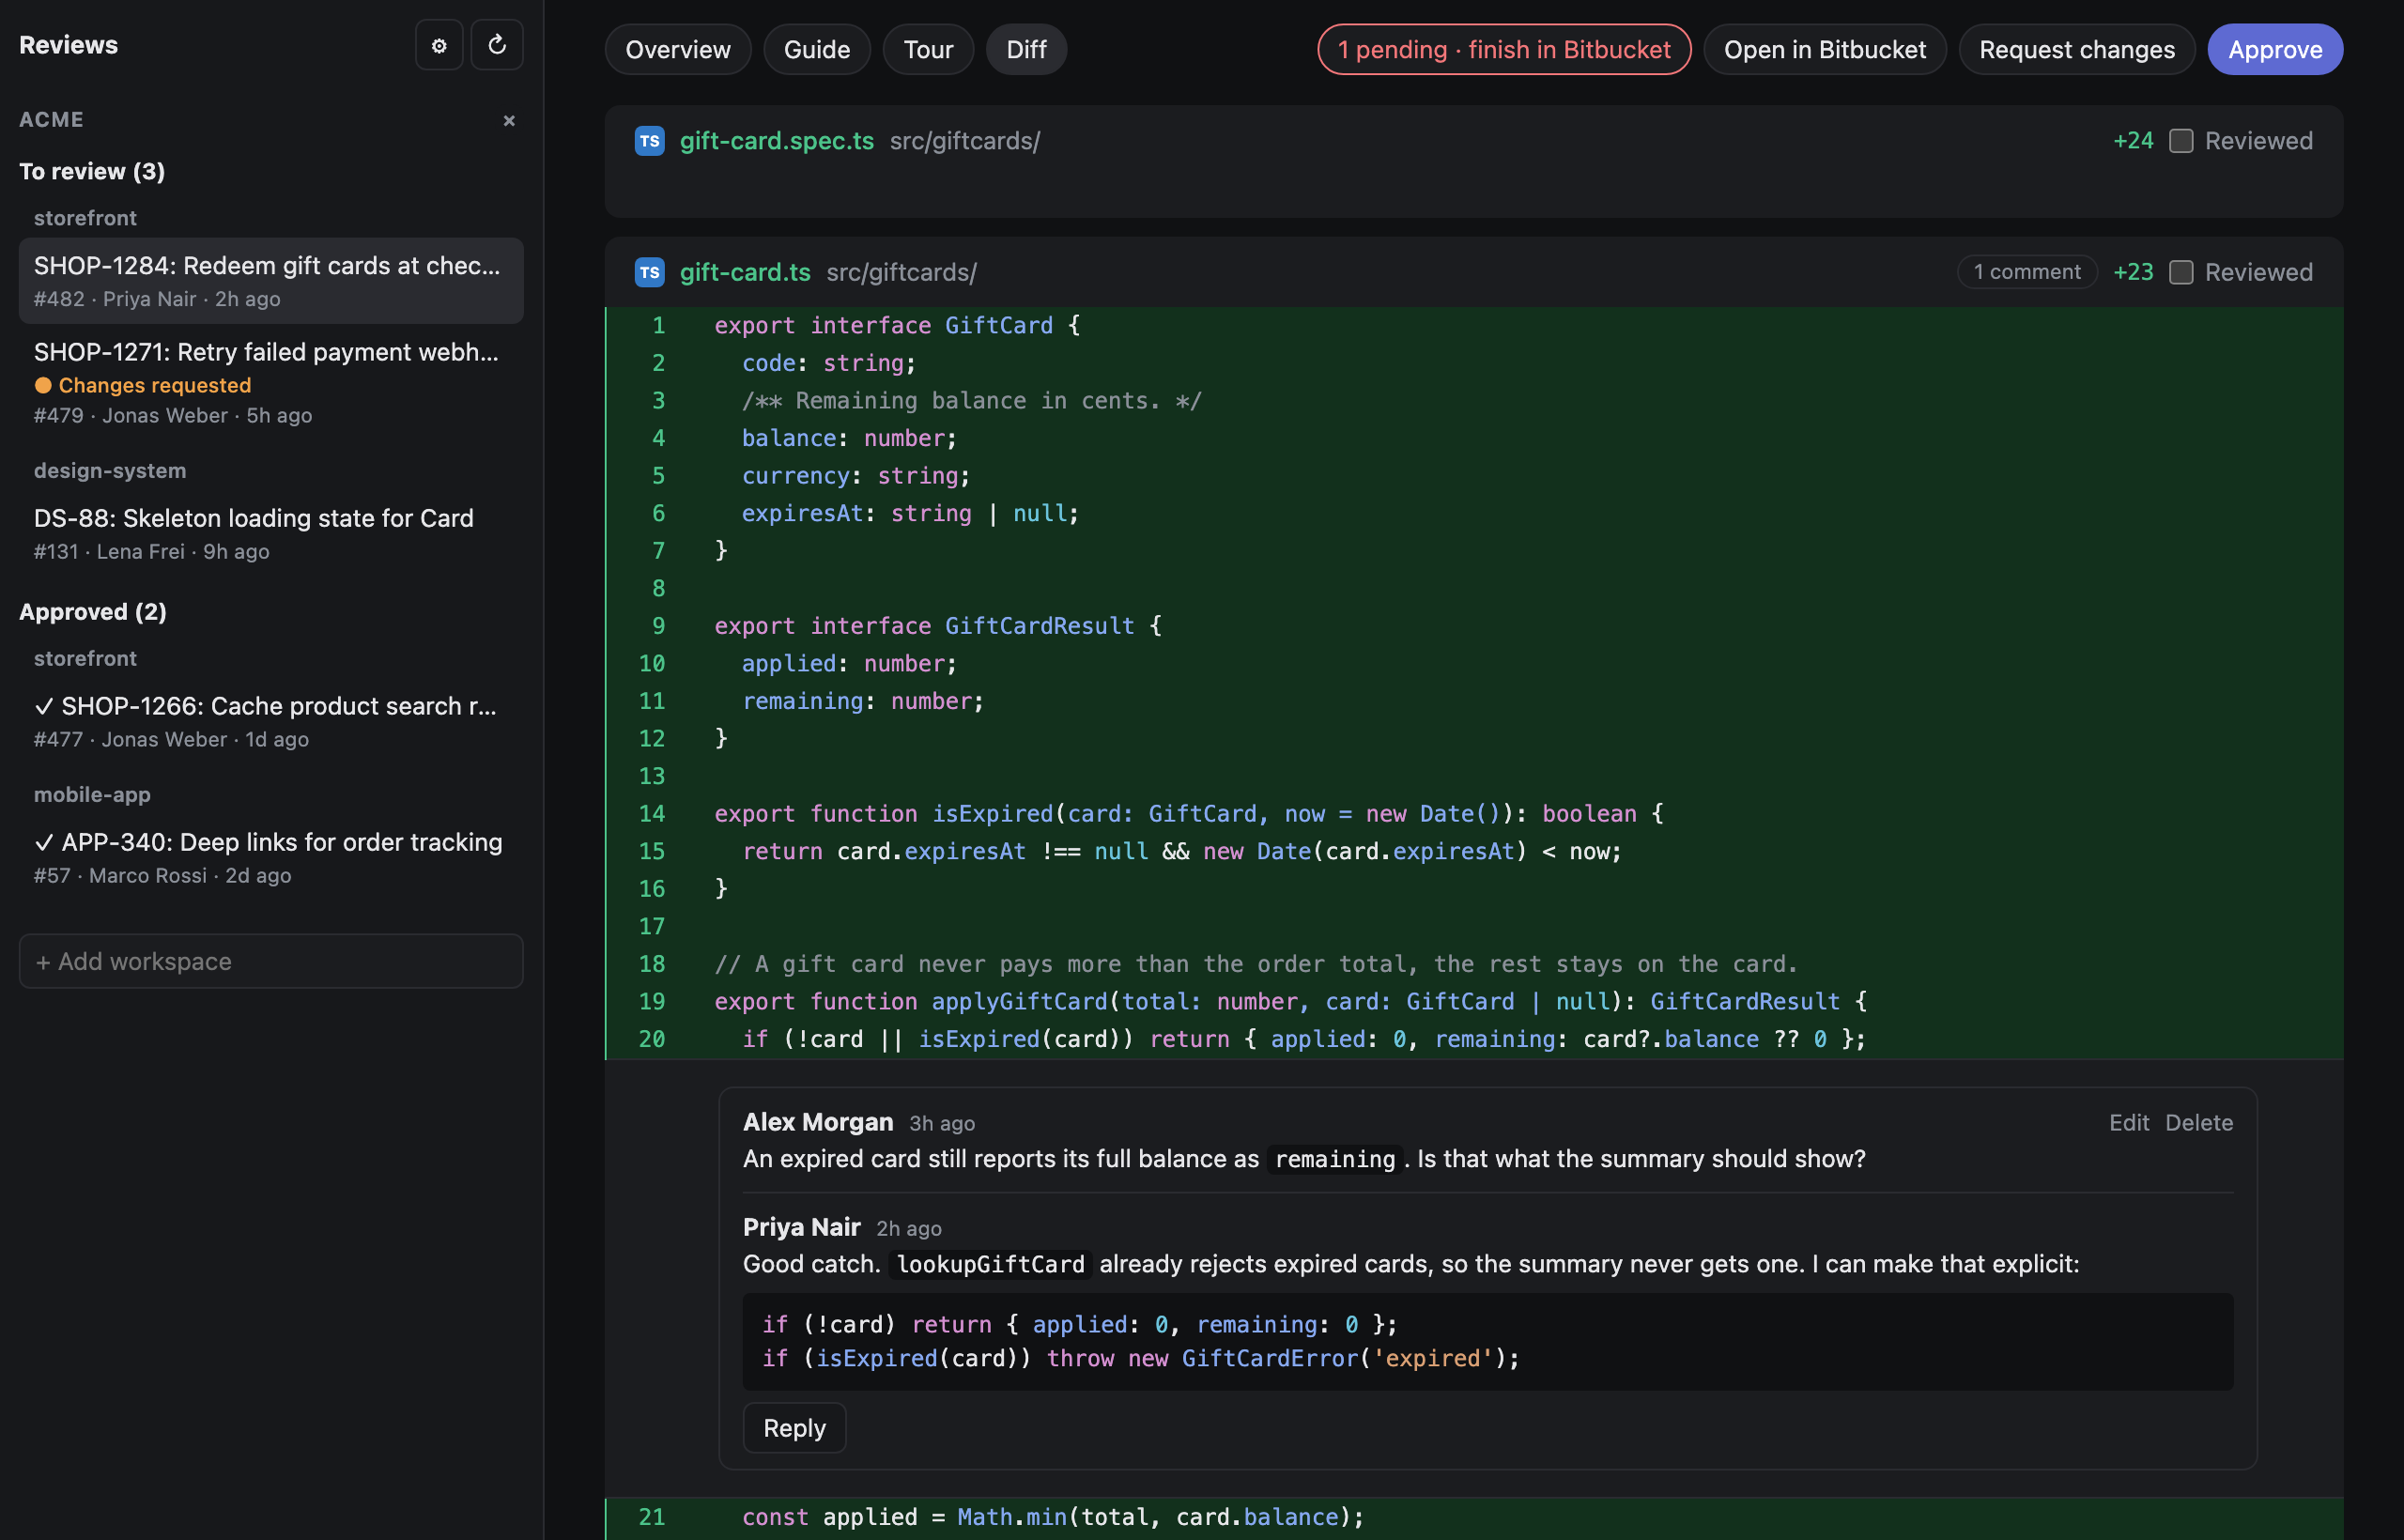 Reviews
ACME
To review (3)
storefront
SHOP-1284: Redeem gift cards at chec...
#482 · Priya Nair · 2h ago
SHOP-1271: Retry failed payment webh...
Changes requested
#479 · Jonas Weber · 5h ago
design-system
DS-88: Skeleton loading state for Card
#131 · Lena Frei · 9h ago
Approved (2)
storefront
✓ SHOP-1266: Cache product search r...
#477 · Jonas Weber · 1d ago
mobile-app
✓ APP-340: Deep links for order tracking
#57 · Marco Rossi · 2d ago
+ Add workspace
Overview Guide Tour Diff 1 pending · finish in Bitbucket Open in Bitbucket Request changes Approve
TS gift-card.spec.ts src/giftcards/ +24 Reviewed
TS gift-card.ts src/giftcards/ 1 comment +23 Reviewed
1 export interface GiftCard {
2 code: string;
3 /** Remaining balance in cents. */
4 balance: number;
5 currency: string;
6 expiresAt: string | null;
7 }
8
9 export interface GiftCardResult {
10 applied: number;
11 remaining: number;
12 }
13
14 export function isExpired(card: GiftCard, now = new Date()): boolean {
15 return card.expiresAt !== null && new Date(card.expiresAt) < now;
16 }
17
18 // A gift card never pays more than the order total, the rest stays on the card.
19 export function applyGiftCard(total: number, card: GiftCard | null): GiftCardResult {
20 if (!card || isExpired(card)) return { applied: 0, remaining: card?.balance ?? 0 };
Alex Morgan 3h ago Edit Delete
An expired card still reports its full balance as remaining. Is that what the summary should show?
Priya Nair 2h ago
Good catch. lookupGiftCard already rejects expired cards, so the summary never gets one. I can make that explicit:
if (!card) return { applied: 0, remaining: 0 };
if (isExpired(card)) throw new GiftCardError('expired');
Reply
21 const applied = Math.min(total, card.balance);